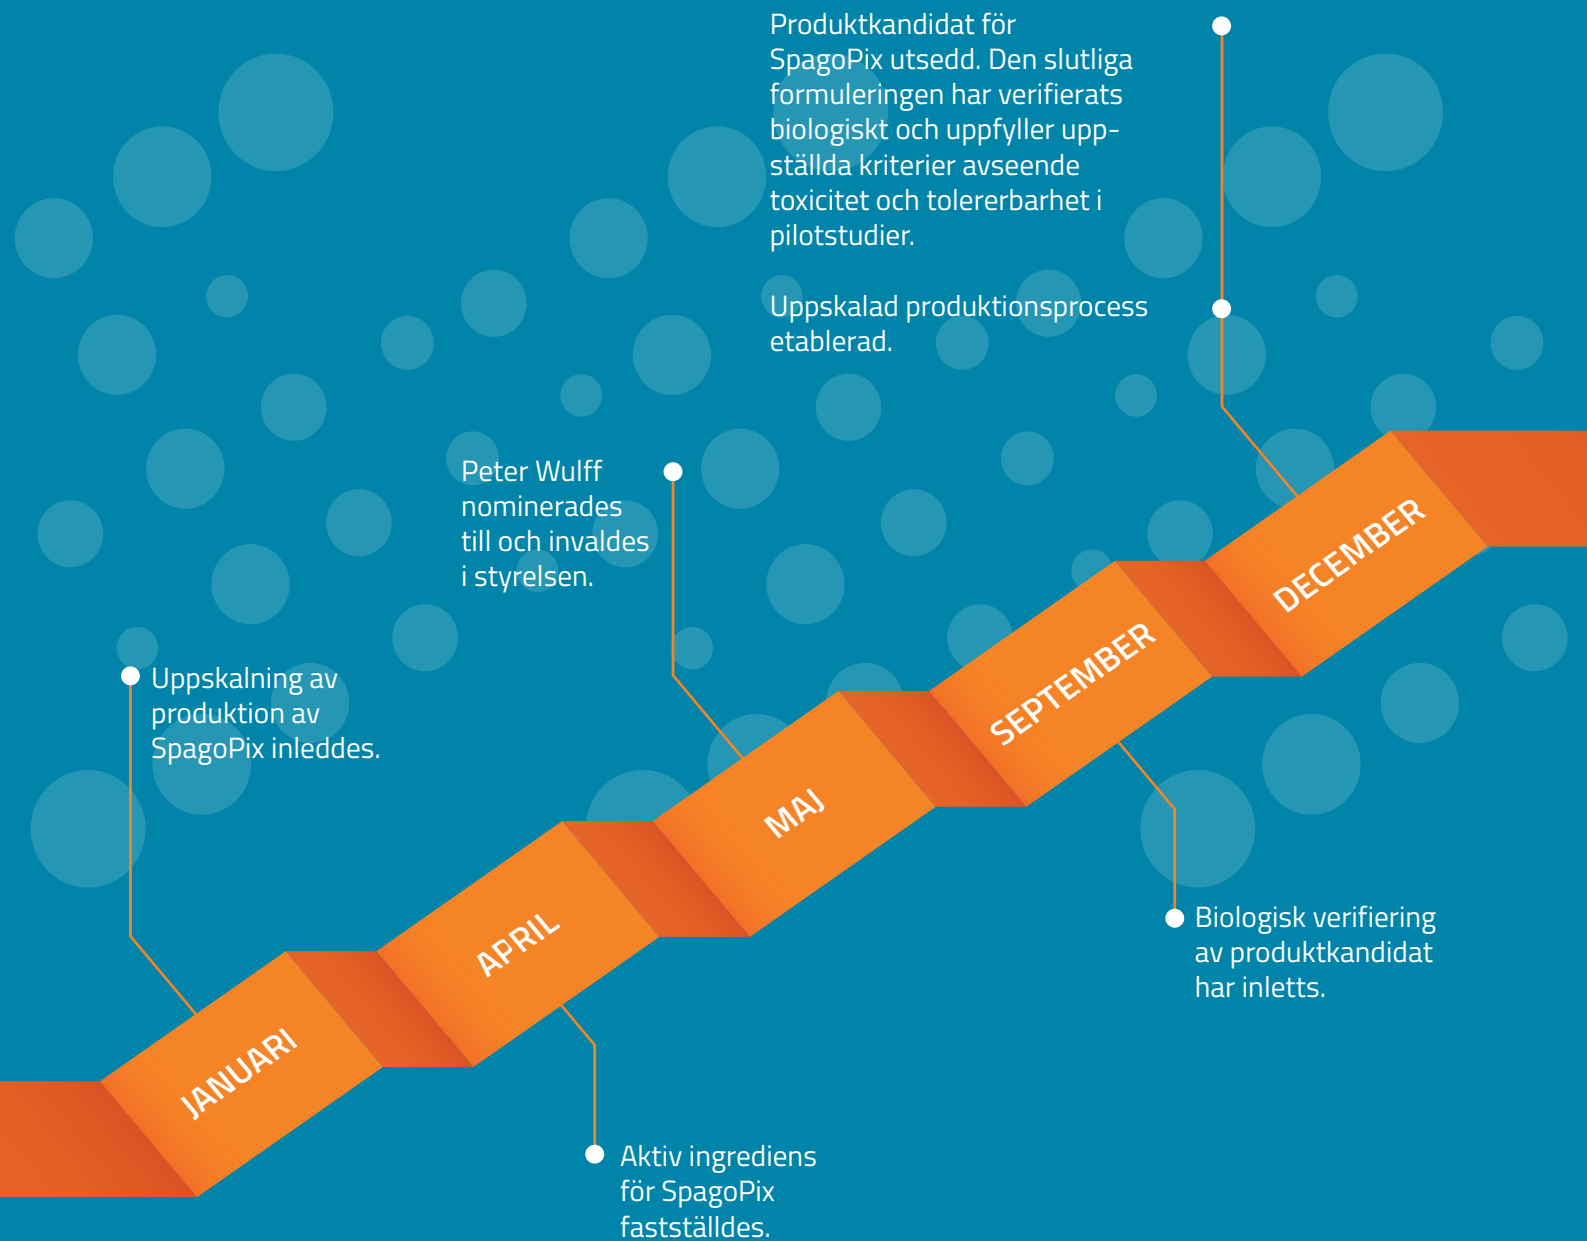 Produktkandidat för
SpagoPix utsedd. Den slutliga
formuleringen har verifierats
biologiskt och uppfyller upp-
ställda kriterier avseende
toxicitet och tolererbarhet i
pilotstudier.
Uppskalad produktionsprocess
etablerad.
Peter Wulff
nominerades
till och invaldes
i styrelsen.
DECEMBER
SEPTEMBER
Uppskalning av
produktion av
SpagoPix inleddes.
MAJ
APRIL
Biologisk verifiering
av produktkandidat
har inletts.
JANUARI
Aktiv ingrediens
för SpagoPix
fastställdes.